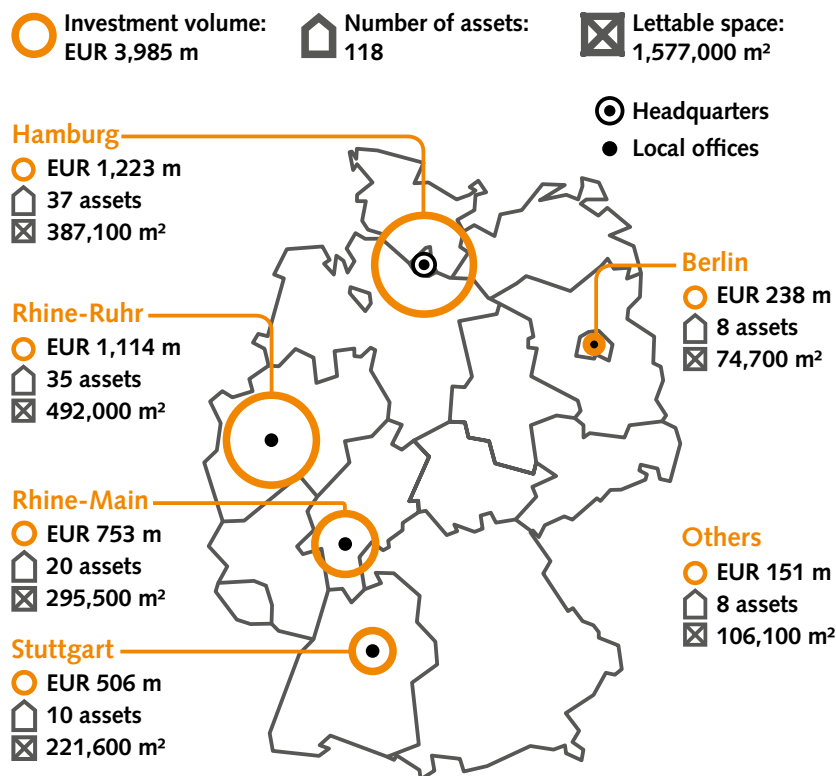 Investment volume:
EUR 3,985 m
Number of assets:
118
Lettable space:
1,577,000 m²
Headquarters
Local offices
Hamburg
EUR 1,223 m
37 assets
387,100 m²
Rhine-Ruhr
EUR 1,114 m
35 assets
492,000 m²
Rhine-Main
EUR 753 m
20 assets
295,500 m²
Stuttgart
EUR 506 m
10 assets
221,600 m²
Berlin
EUR 238 m
8 assets
74,700 m²
Others
EUR 151 m
8 assets
106,100 m²